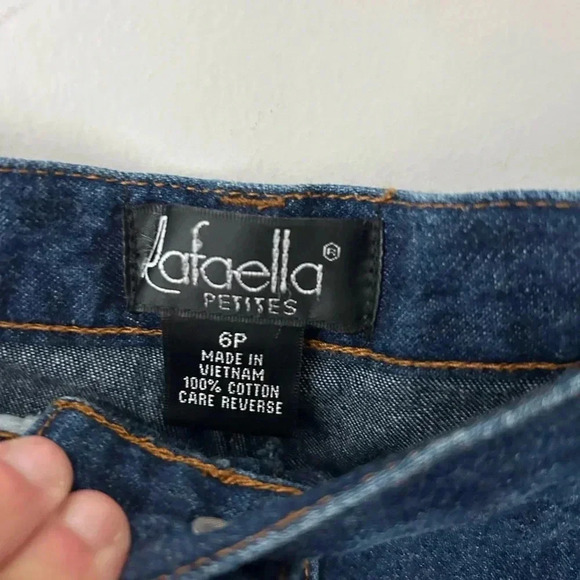 Rafaella®
PETITES
6P
MADE IN
VIETNAM
100% COTTON
CARE REVERSE